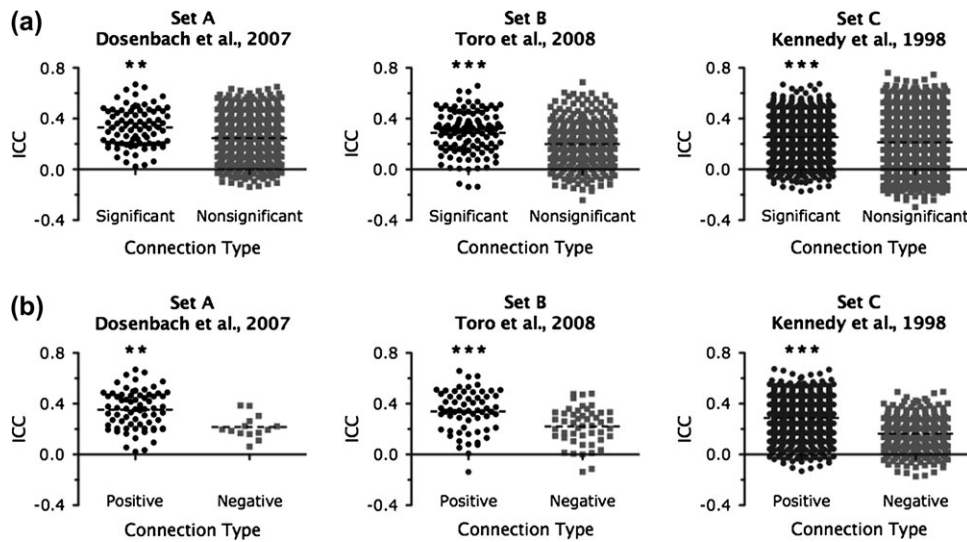 (a)
Set A
Dosenbach et al., 2007
**
0.8
0.4
0.0
-0.4
ICC
Significant Nonsignificant
Connection Type
Set B
Toro et al., 2008
***
0.8
0.4
0.0
-0.4
ICC
Significant Nonsignificant
Connection Type
Set C
Kennedy et al., 1998
***
0.8
0.4
0.0
-0.4
ICC
Significant Nonsignificant
Connection Type
(b)
Set A
Dosenbach et al., 2007
**
0.8
0.4
0.0
-0.4
ICC
Positive Negative
Connection Type
Set B
Toro et al., 2008
***
0.8
0.4
0.0
-0.4
ICC
Positive Negative
Connection Type
Set C
Kennedy et al., 1998
***
0.8
0.4
0.0
-0.4
ICC
Positive Negative
Connection Type